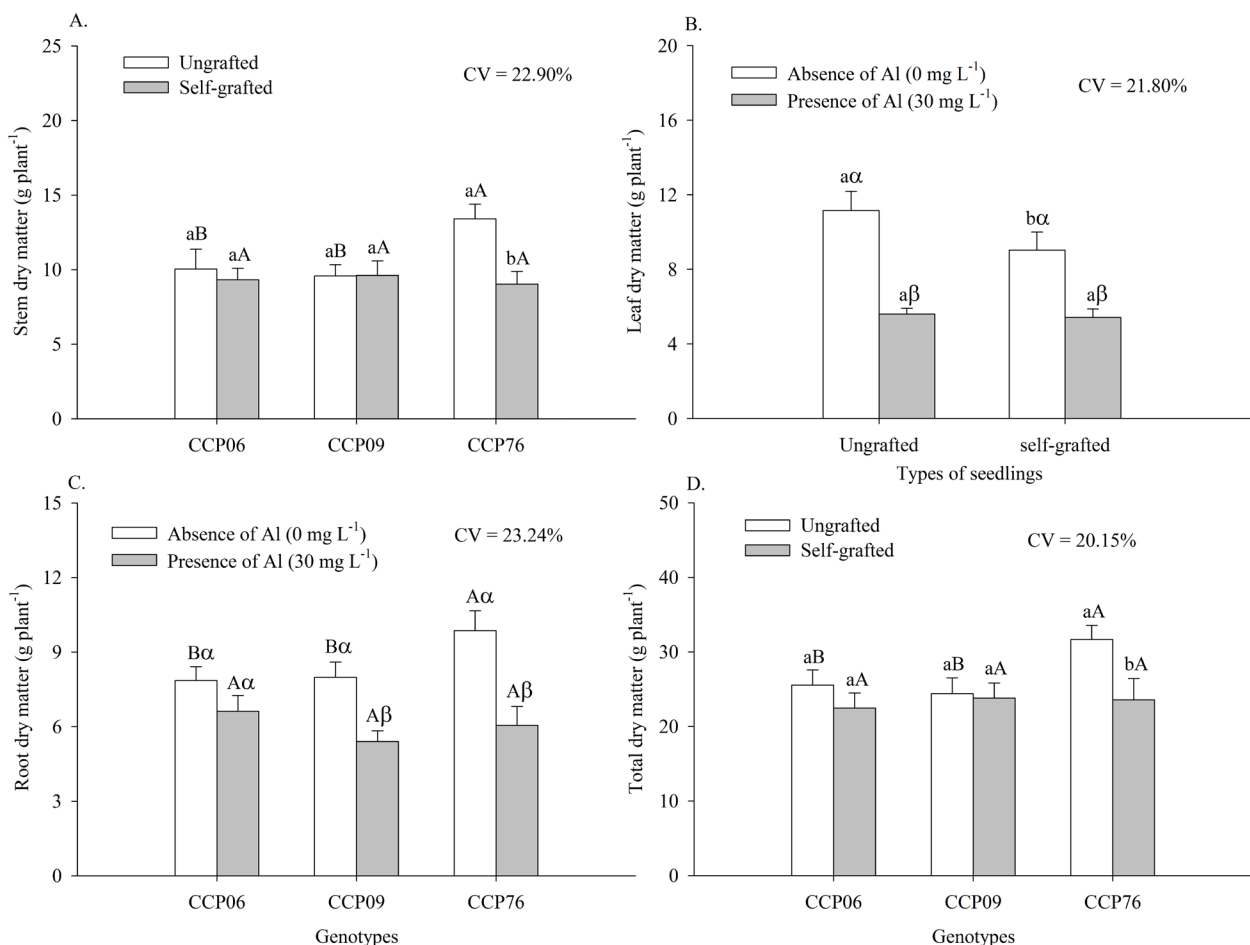 A.
Stem dry matter (g plant⁻¹)
25
20
15
10
5
0
Ungrafted
Self-grafted
CV = 22.90%
aB
aA
aB
aA
aA
bA
CCP06
CCP09
CCP76
B.
Leaf dry matter (g plant⁻¹)
20
16
12
8
4
0
Absence of Al (0 mg L⁻¹)
Presence of Al (30 mg L⁻¹)
CV = 21.80%
aα
aβ
bα
aβ
Ungrafted
self-grafted
Types of seedlings
C.
Root dry matter (g plant⁻¹)
15
12
9
6
3
0
Absence of Al (0 mg L⁻¹)
Presence of Al (30 mg L⁻¹)
CV = 23.24%
Bα
Aα
Bα
Aβ
Aα
Aβ
CCP06
CCP09
CCP76
Genotypes
D.
Total dry matter (g plant⁻¹)
50
40
30
20
10
0
Ungrafted
Self-grafted
CV = 20.15%
aB
aA
aB
aA
aA
bA
CCP06
CCP09
CCP76
Genotypes